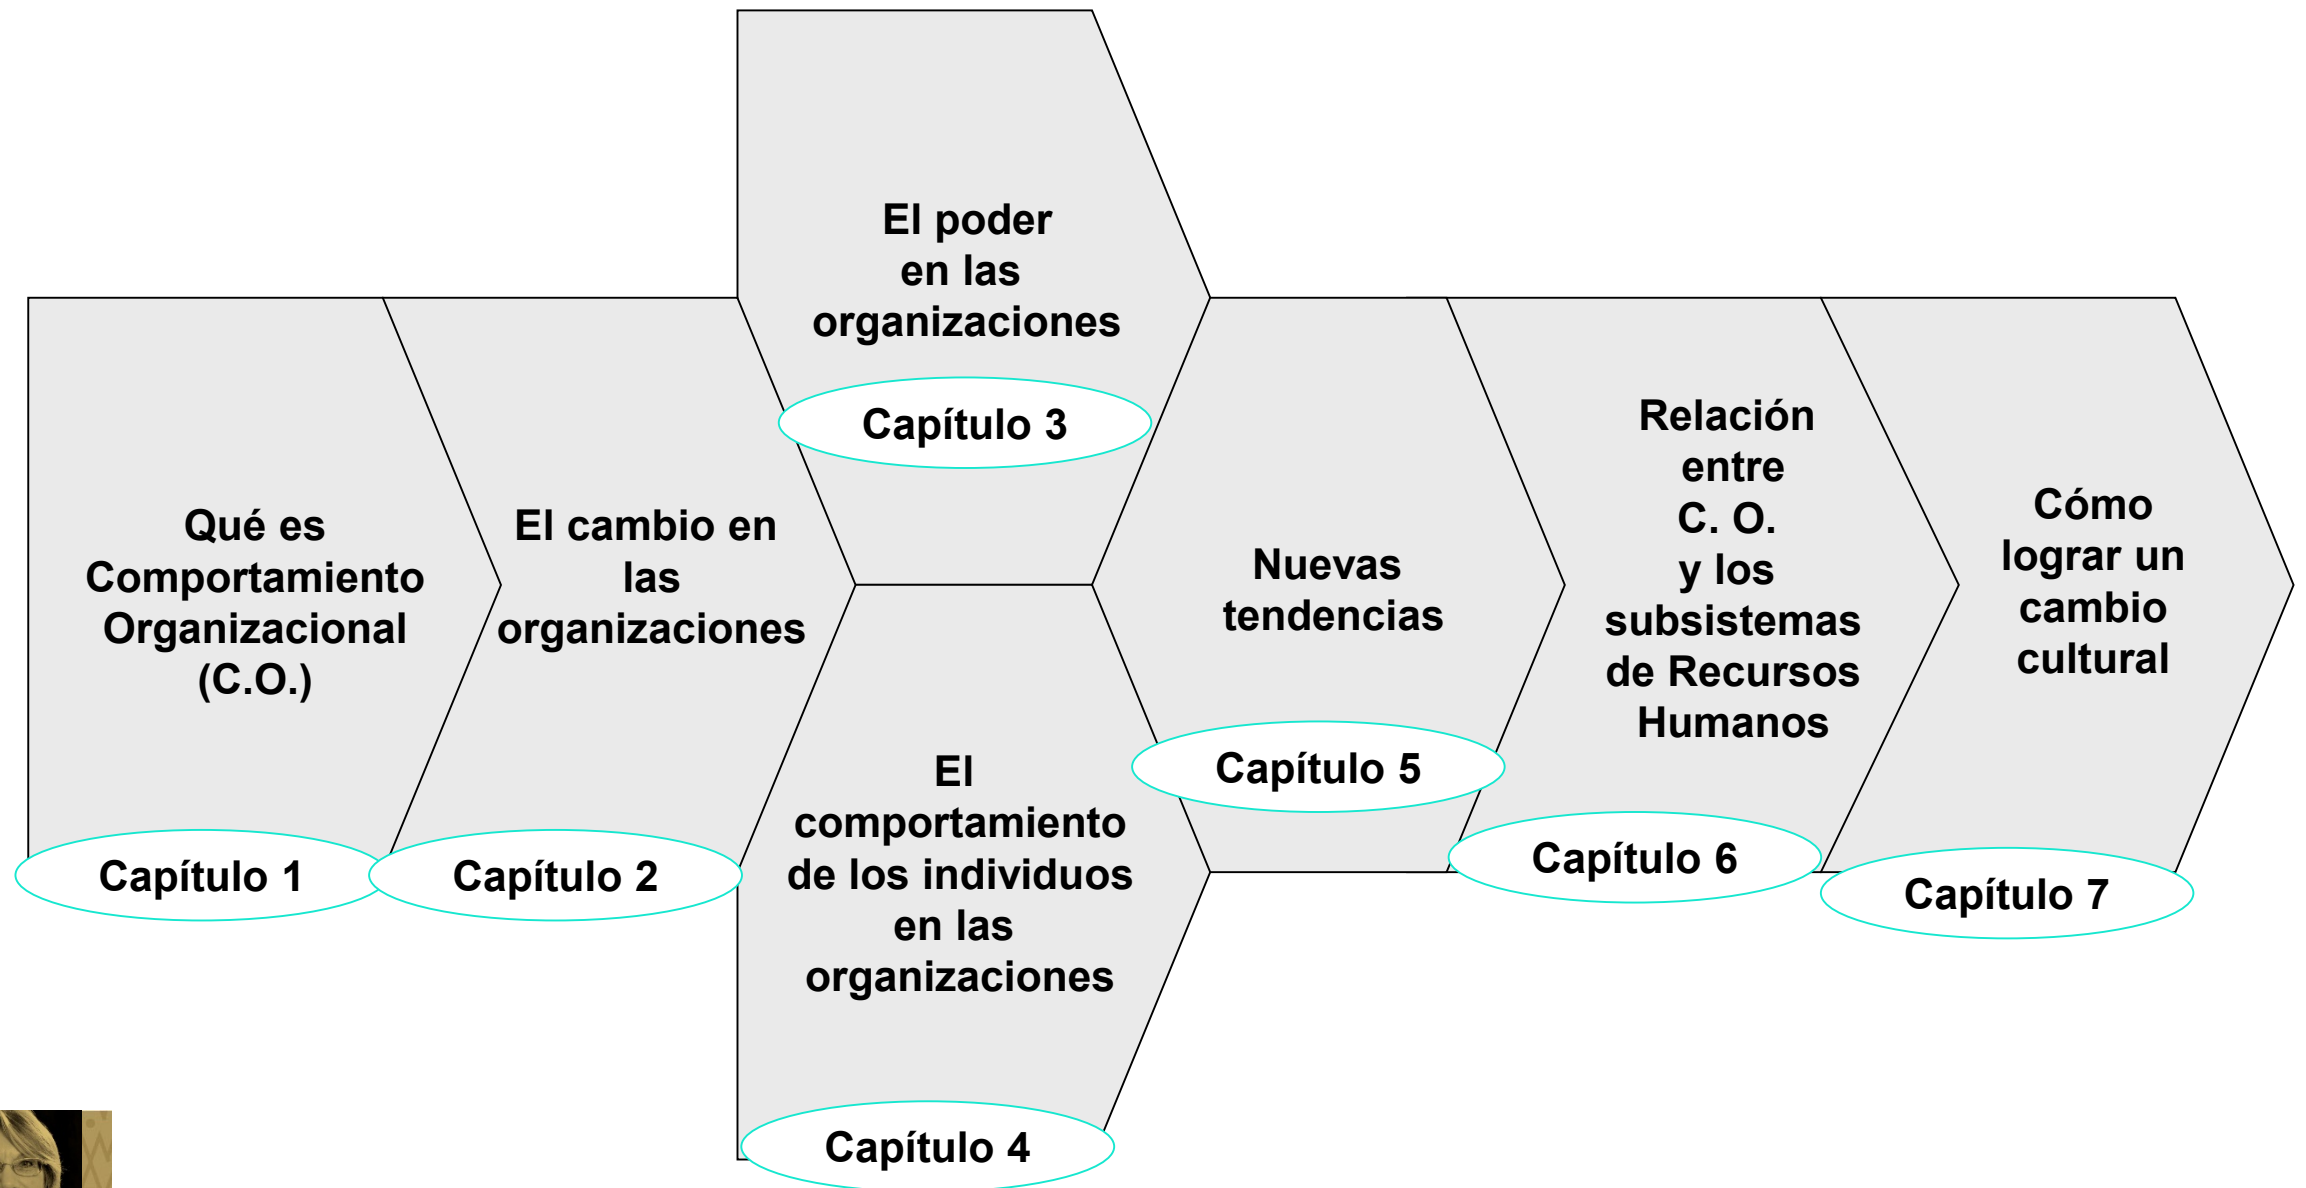 Qué es
Comportamiento
Organizacional
(C.O.)
Capítulo 1
El cambio en
las
organizaciones
Capítulo 2
El poder
en las
organizaciones
Capítulo 3
El
comportamiento
de los individuos
en las
organizaciones
Capítulo 4
Nuevas
tendencias
Capítulo 5
Relación
entre
C. O.
y los
subsistemas
de Recursos
Humanos
Capítulo 6
Cómo
lograr un
cambio
cultural
Capítulo 7